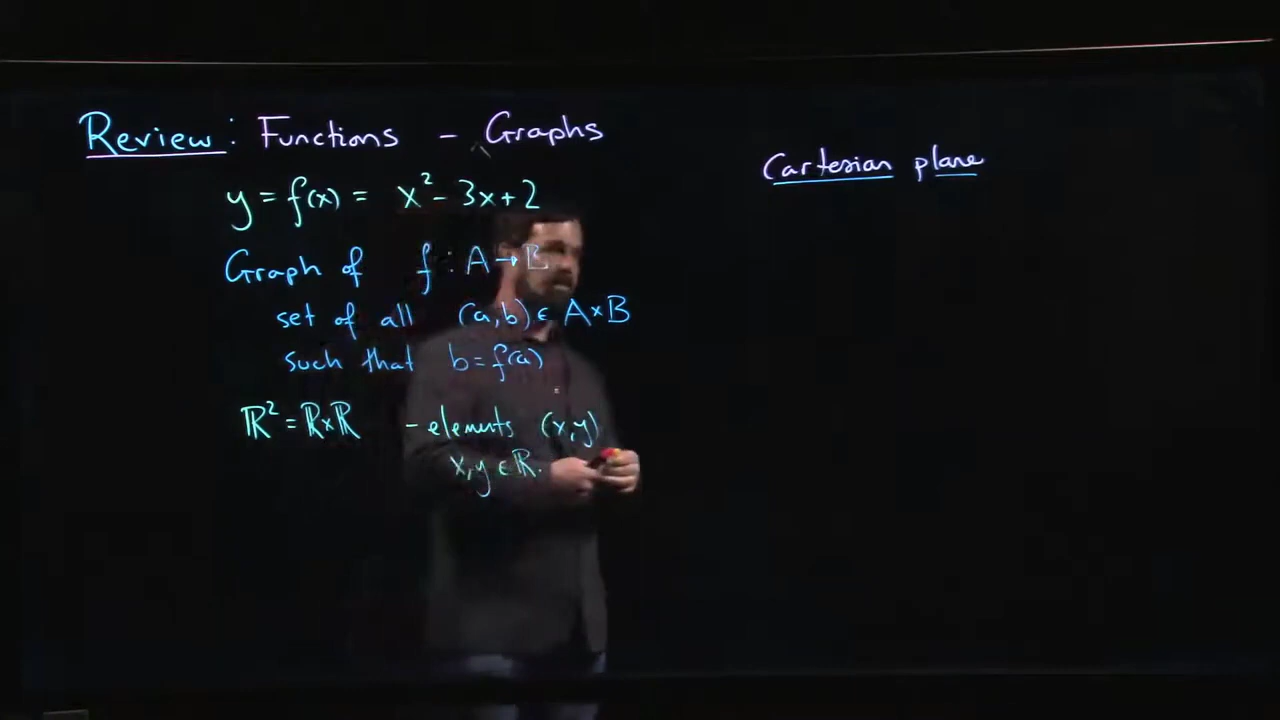 Review: Functions - Graphs
y = f(x) = x² - 3x + 2
Graph of f: A → B
set of all (a,b) ∈ A×B
such that b = f(a)
ℝ² = ℝ×ℝ - elements (x,y)
x,y ∈ ℝ.
Cartesian plane